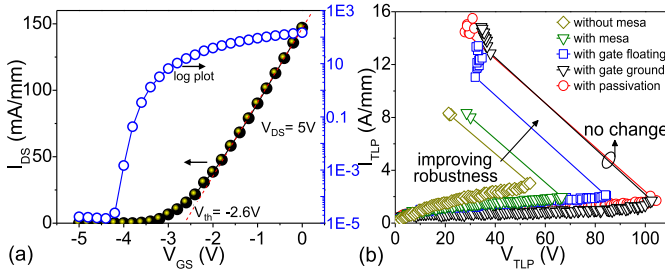 150
100
50
0
I_DS (mA/mm)
-5 -4 -3 -2 -1 0
V_GS (V)
1E3
10
1E-1
1E-3
1E-5
log plot
V_DS= 5V
V_th= -2.6V
(a)
16
12
8
4
0
I_TLP (A/mm)
0 20 40 60 80 100
V_TLP (V)
without mesa
with mesa
with gate floating
with gate ground
with passivation
no change
improving
robustness
(b)